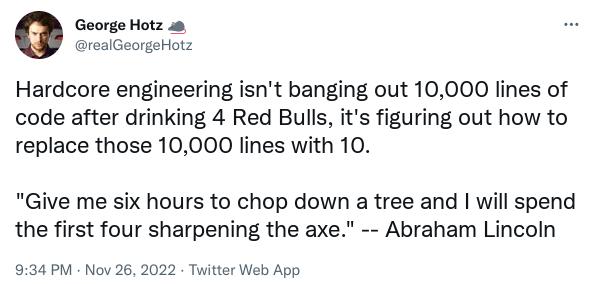 George Hotz
@realGeorgeHotz
Hardcore engineering isn't banging out 10,000 lines of
code after drinking 4 Red Bulls, it's figuring out how to
replace those 10,000 lines with 10.
"Give me six hours to chop down a tree and I will spend
the first four sharpening the axe." -- Abraham Lincoln
9:34 PM · Nov 26, 2022 · Twitter Web App